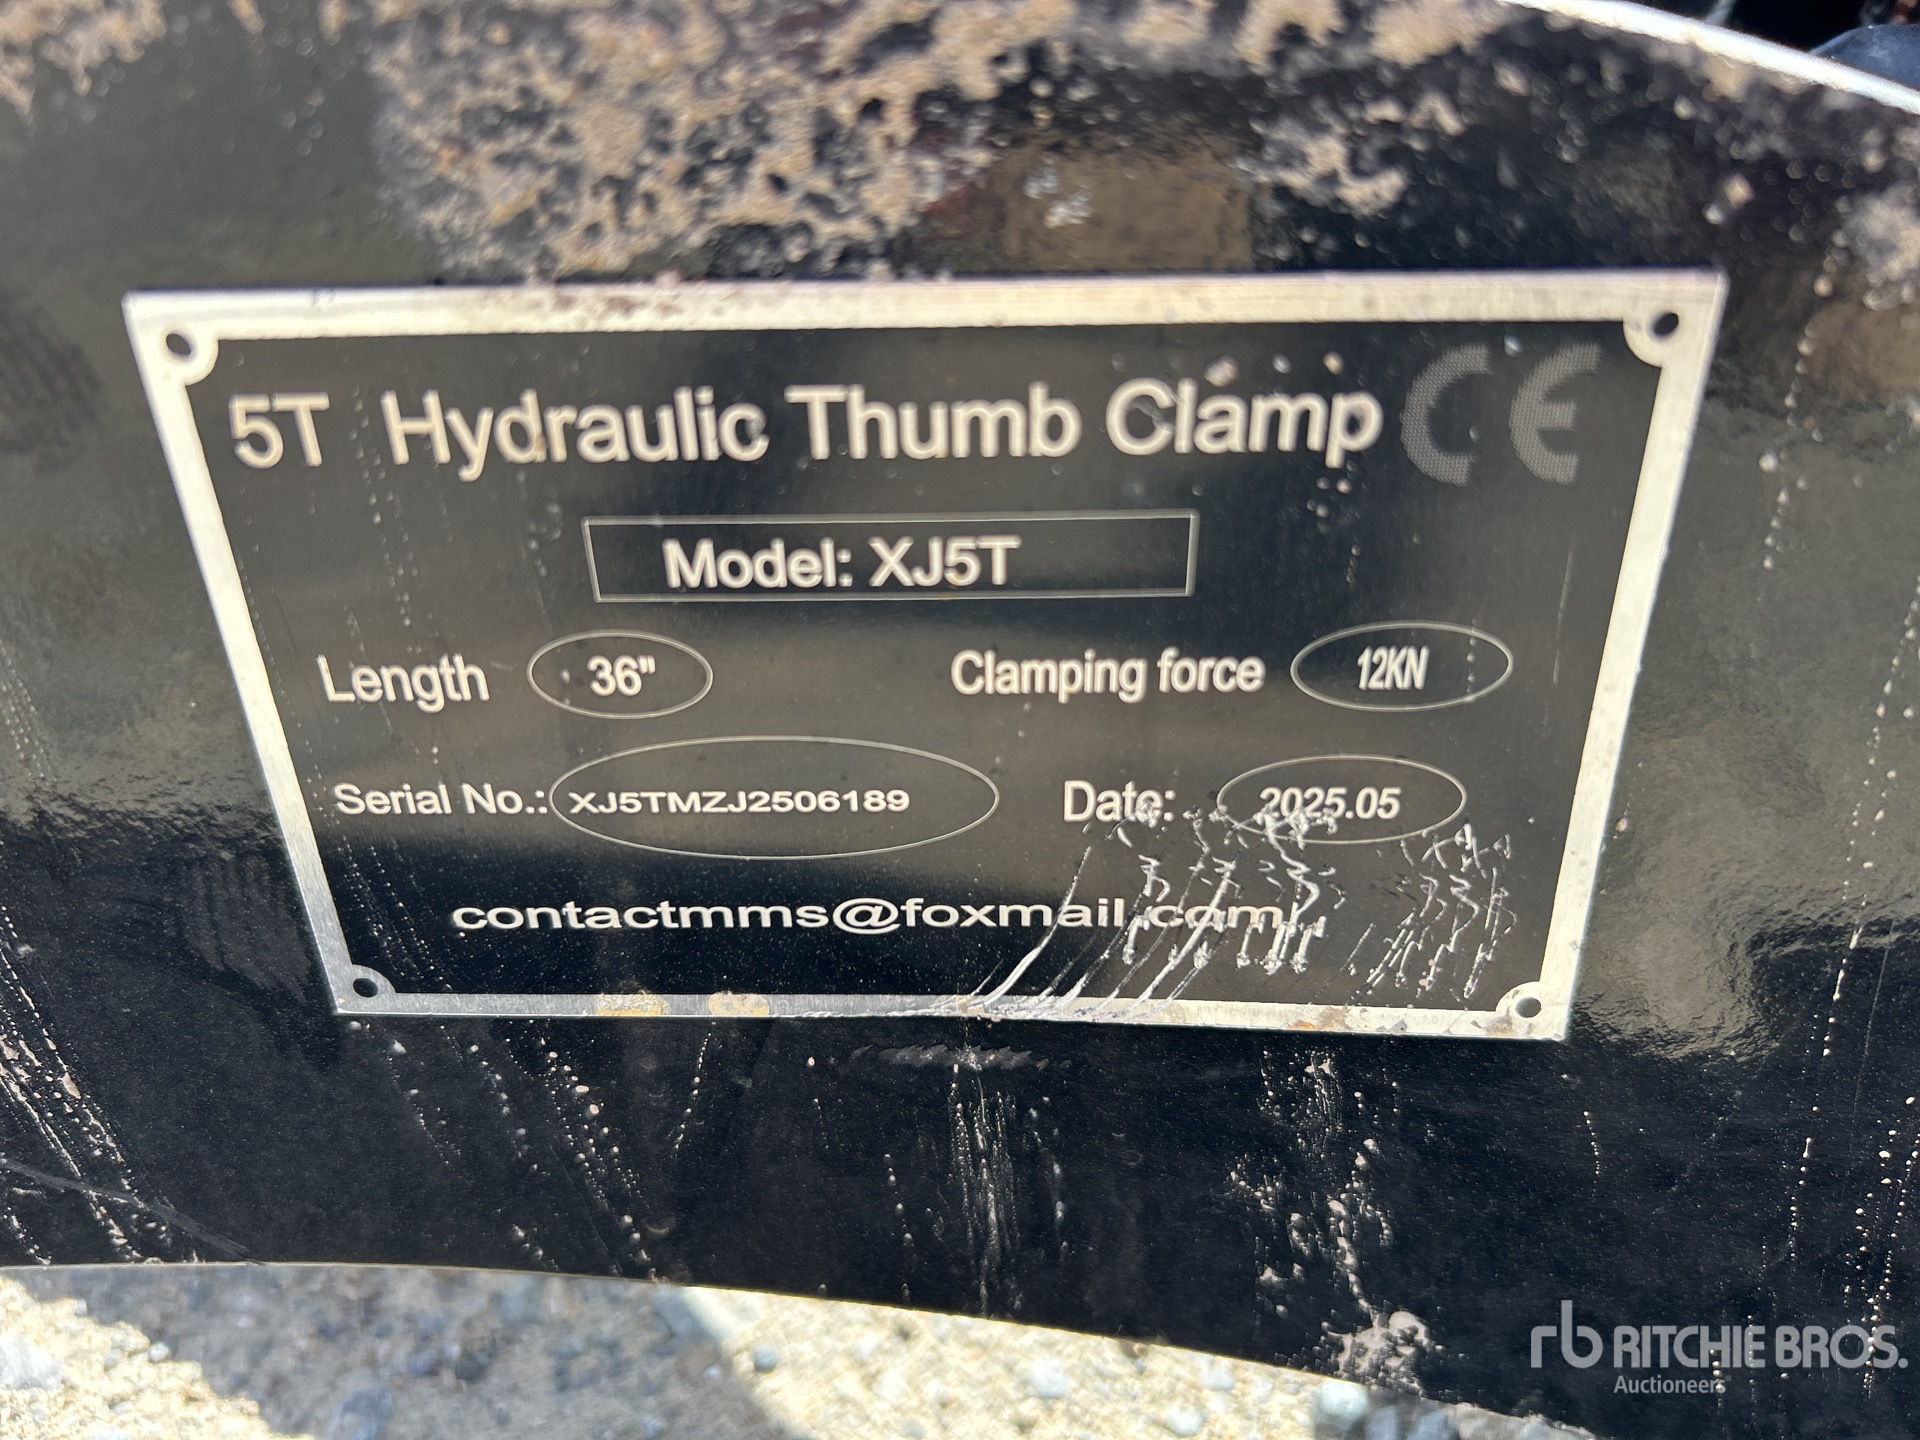 5T Hydraulic Thumb Clamp CE
Model: XJ5T
Length 36" Clamping force 12KN
Serial No.: XJ5TMZJ2506189 Date: 2025.05
contactmms@foxmail.com
rb RITCHIE BROS.
Auctioneers